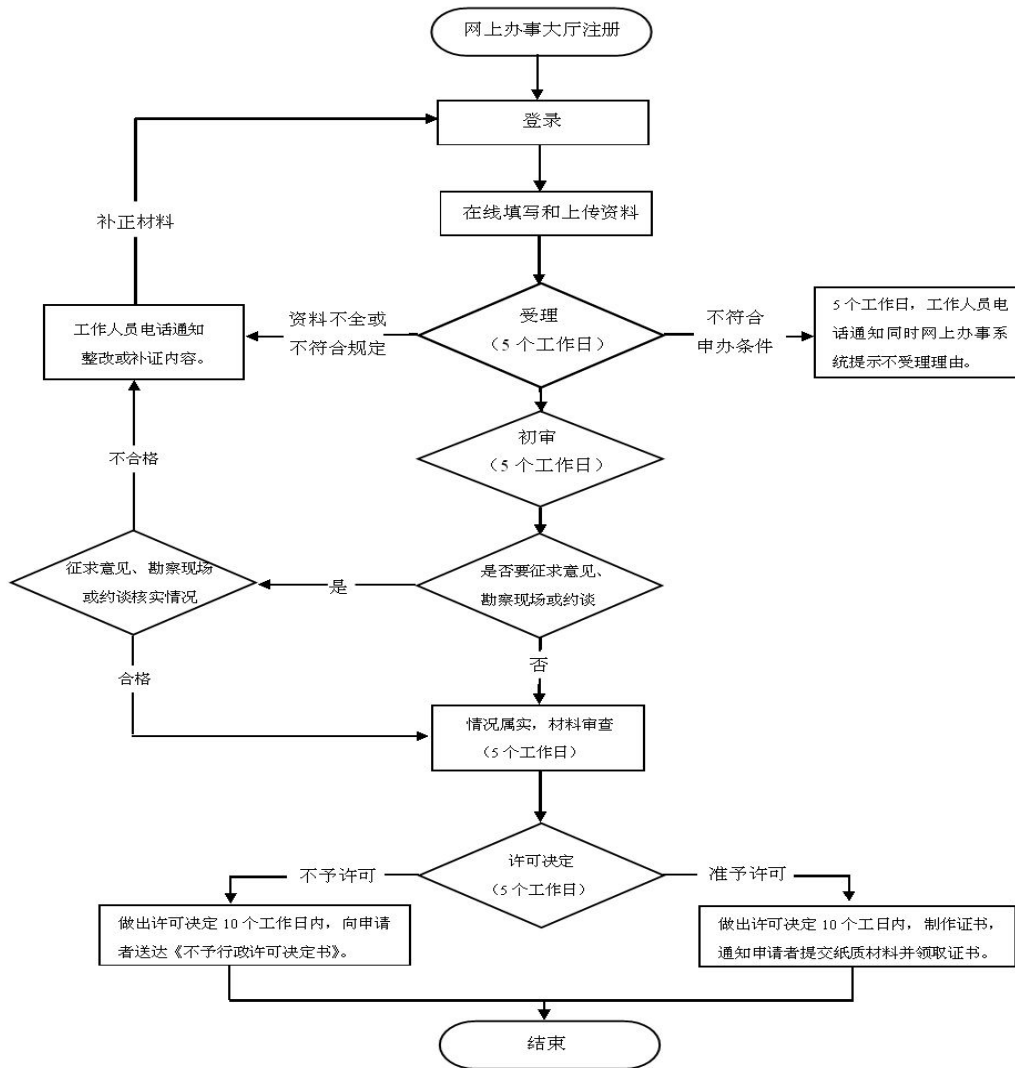 网上办事大厅注册
登录
在线填写和上传资料
补正材料
工作人员电话通知
整改或补证内容。
资料不全或
不符合规定
受理
（5 个工作日）
不符合
申办条件
5 个工作日，工作人员电
话通知同时网上办事系
统提示不受理理由。
初审
（5 个工作日）
不合格
征求意见、勘察现场
或约谈核实情况
是
是否要征求意见、
勘察现场或约谈
合格
否
情况属实，材料审查
（5 个工作日）
许可决定
（5 个工作日）
不予许可
准予许可
做出许可决定 10 个工作日内，向申请
者送达《不予行政许可决定书》。
做出许可决定 10 个工日内，制作证书，
通知申请者提交纸质材料并领取证书。
结束